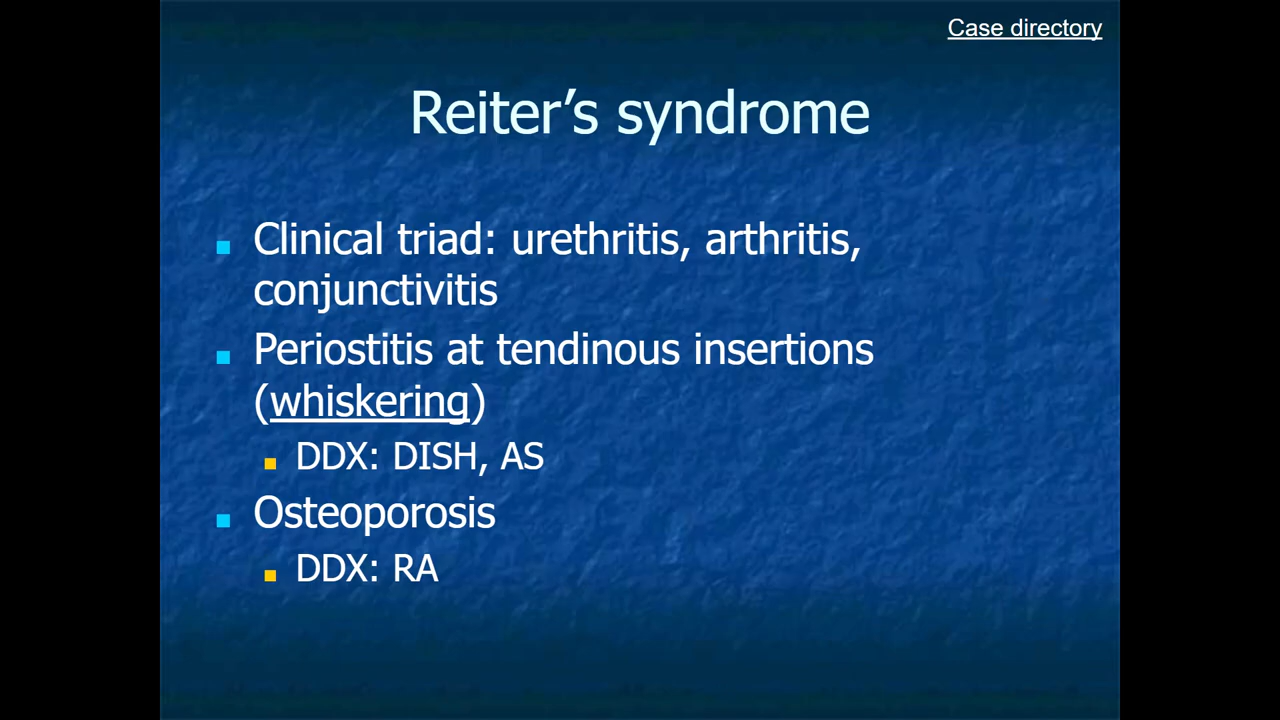 Case directory
Reiter’s syndrome
Clinical triad: urethritis, arthritis,
conjunctivitis
Periostitis at tendinous insertions
(whiskering)
DDX: DISH, AS
Osteoporosis
DDX: RA